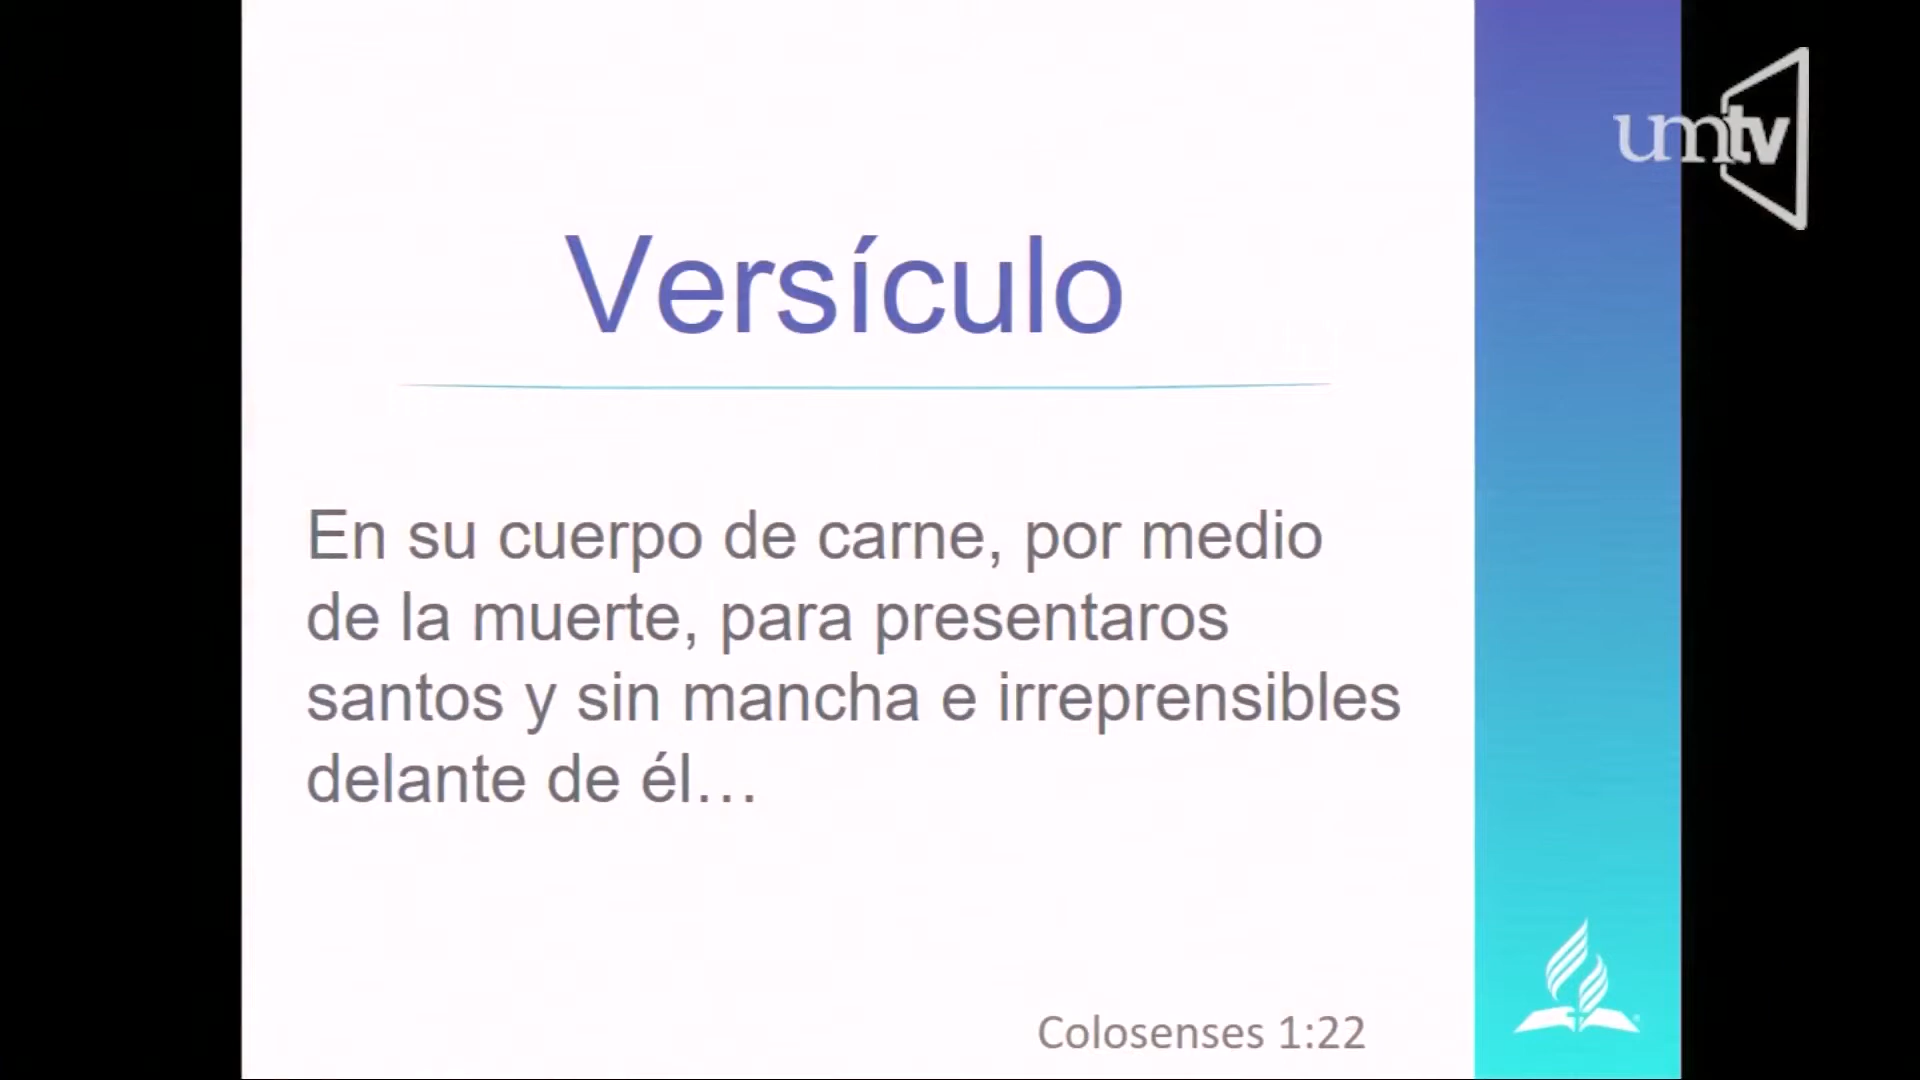 umtv
Versículo
En su cuerpo de carne, por medio
de la muerte, para presentaros
santos y sin mancha e irreprensibles
delante de él…
Colosenses 1:22